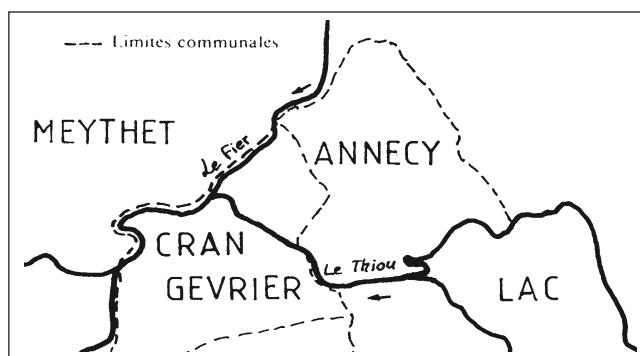 Limites communales
MEYTHET
Le Fier
ANNECY
CRAN
GEVRIER
Le Thiou
LAC